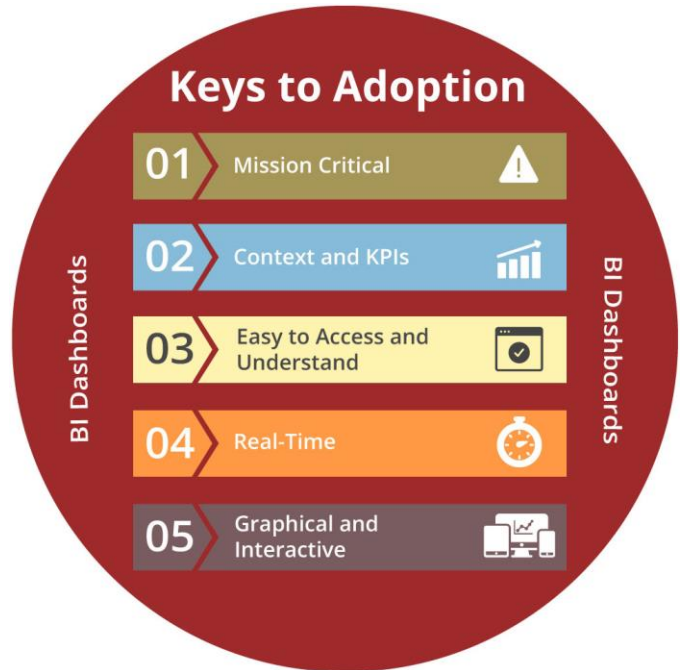 Keys to Adoption
01 Mission Critical
02 Context and KPIs
03 Easy to Access and
Understand
04 Real-Time
05 Graphical and
Interactive
BI Dashboards
BI Dashboards